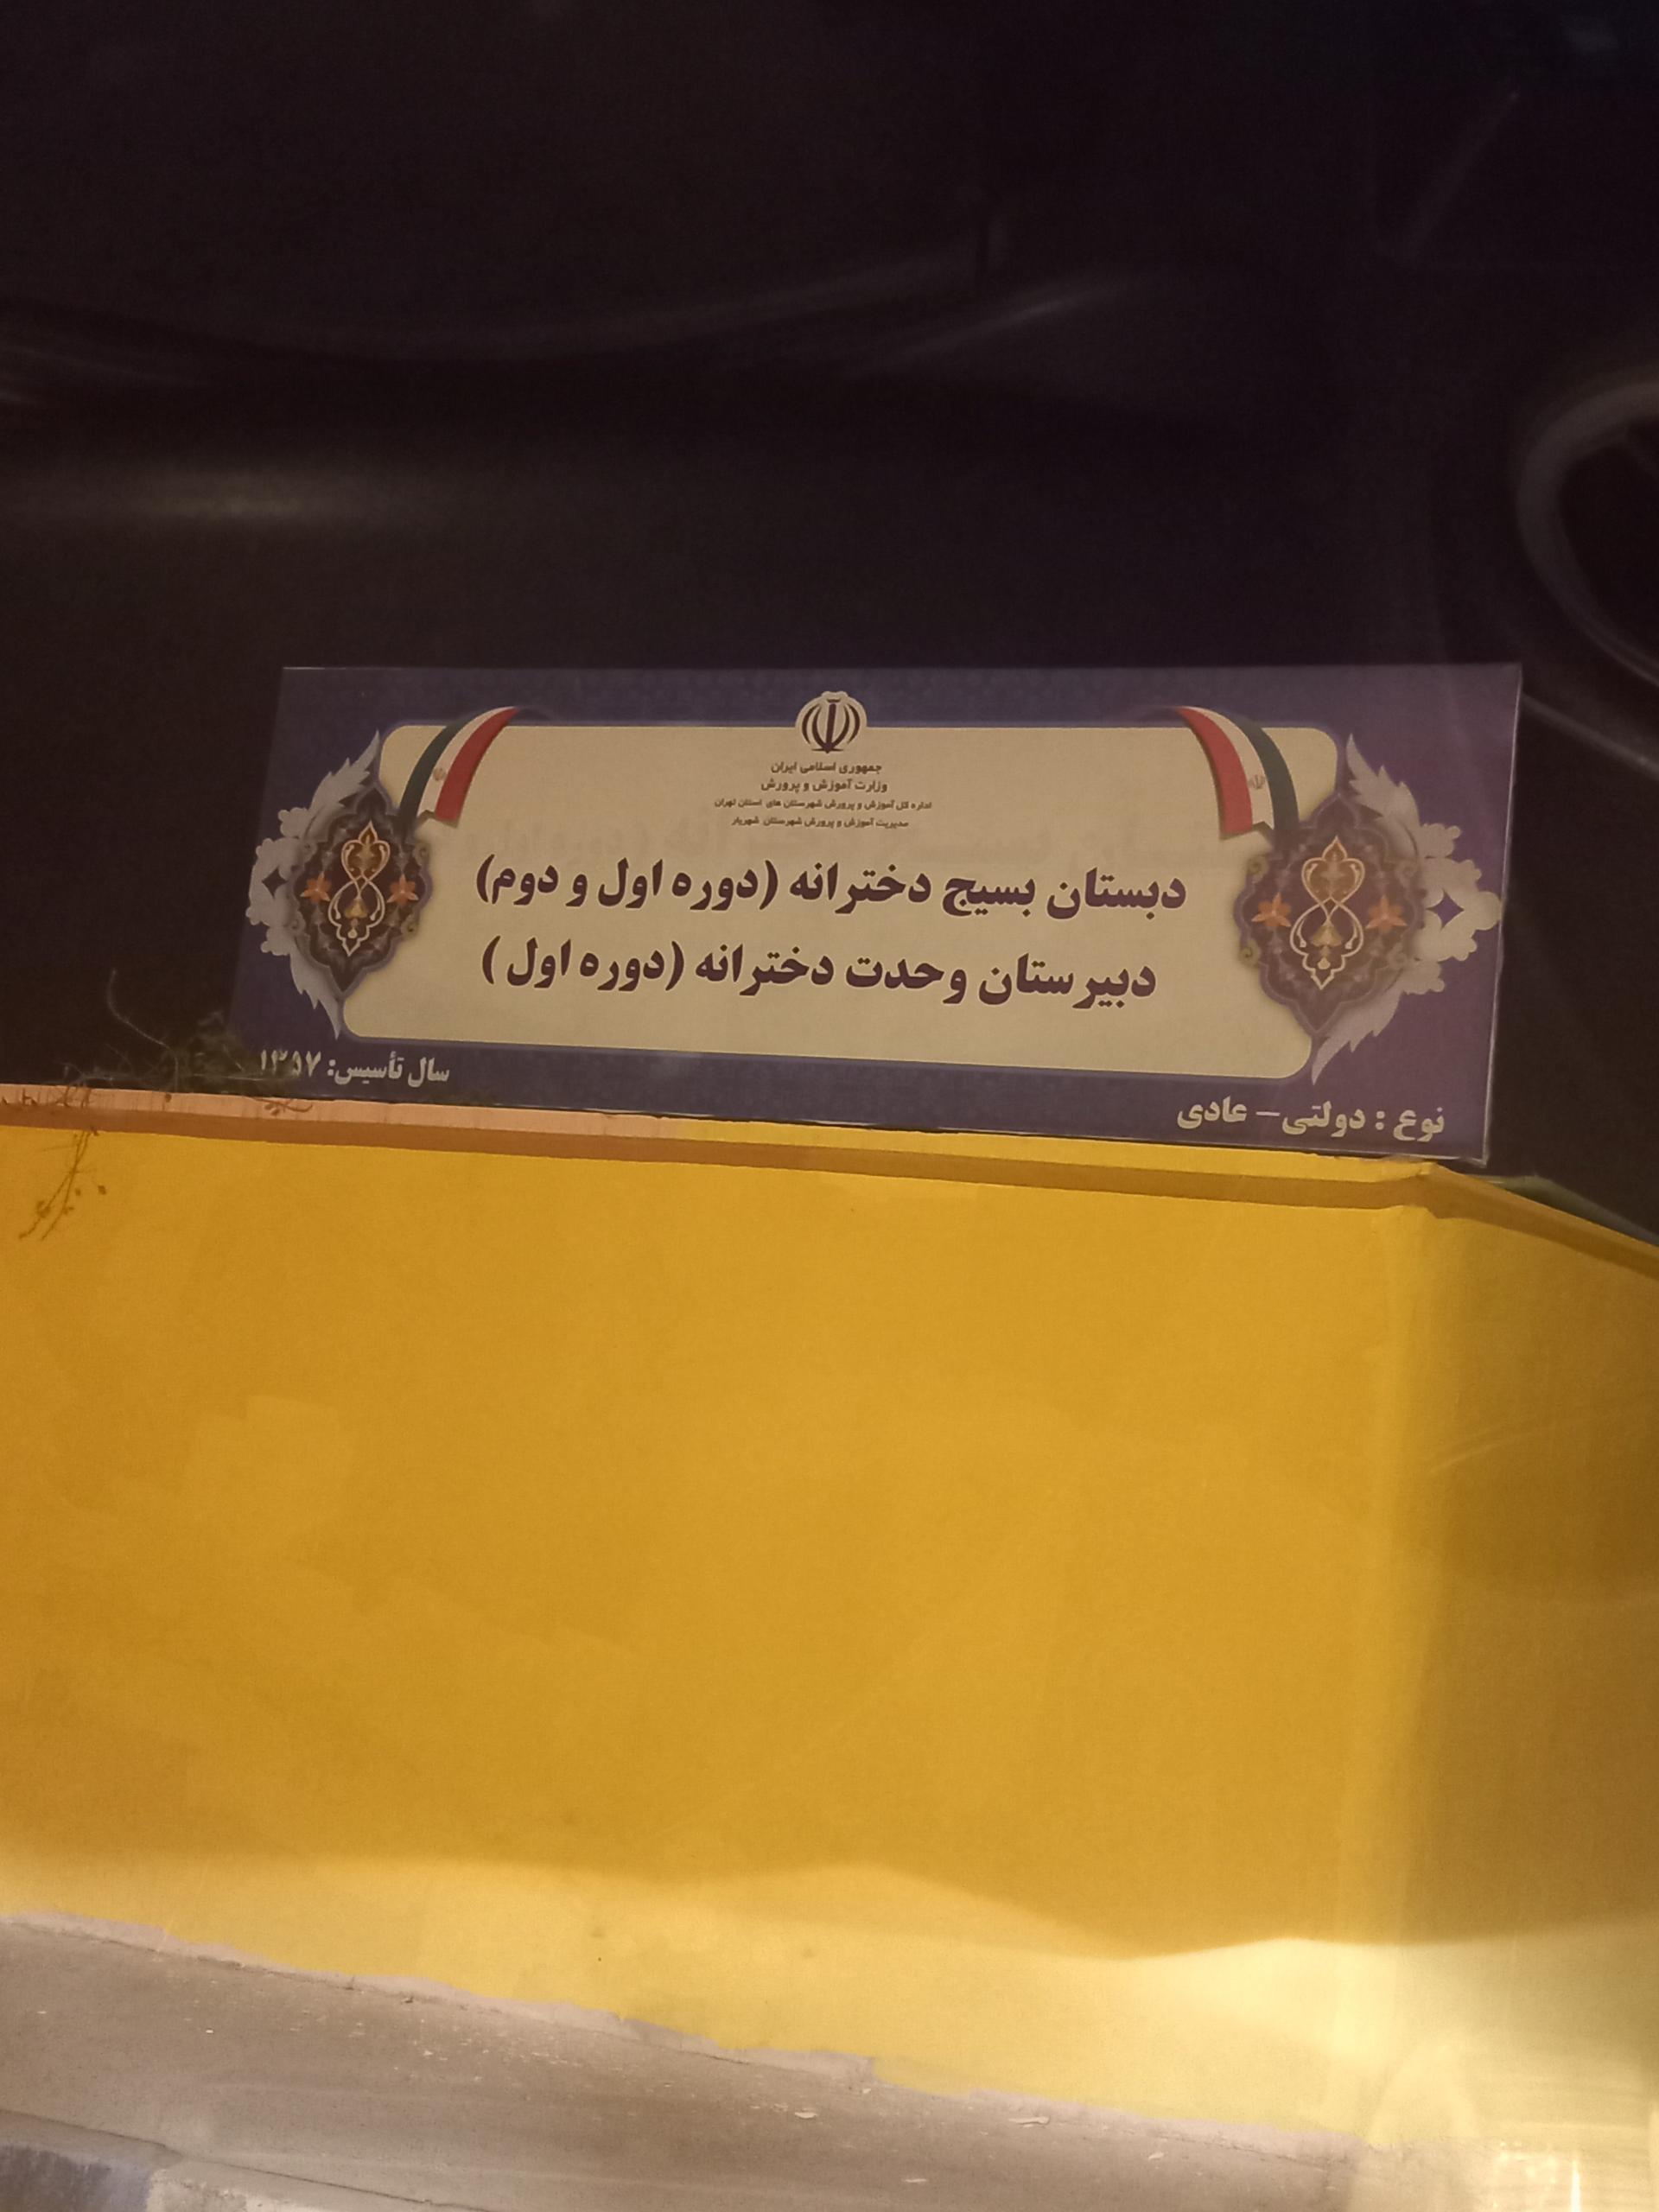 جمهوری اسلامی ایران
وزارت آموزش و پرورش
اداره کل آموزش و پرورش شهرستان های استان تهران
مدیریت آموزش و پرورش شهرستان شهریار
دبستان بسیج دخترانه (دوره اول و دوم)
دبیرستان وحدت دخترانه (دوره اول)
نوع : دولتی – عادی
سال تأسیس: ۱۳۵۷